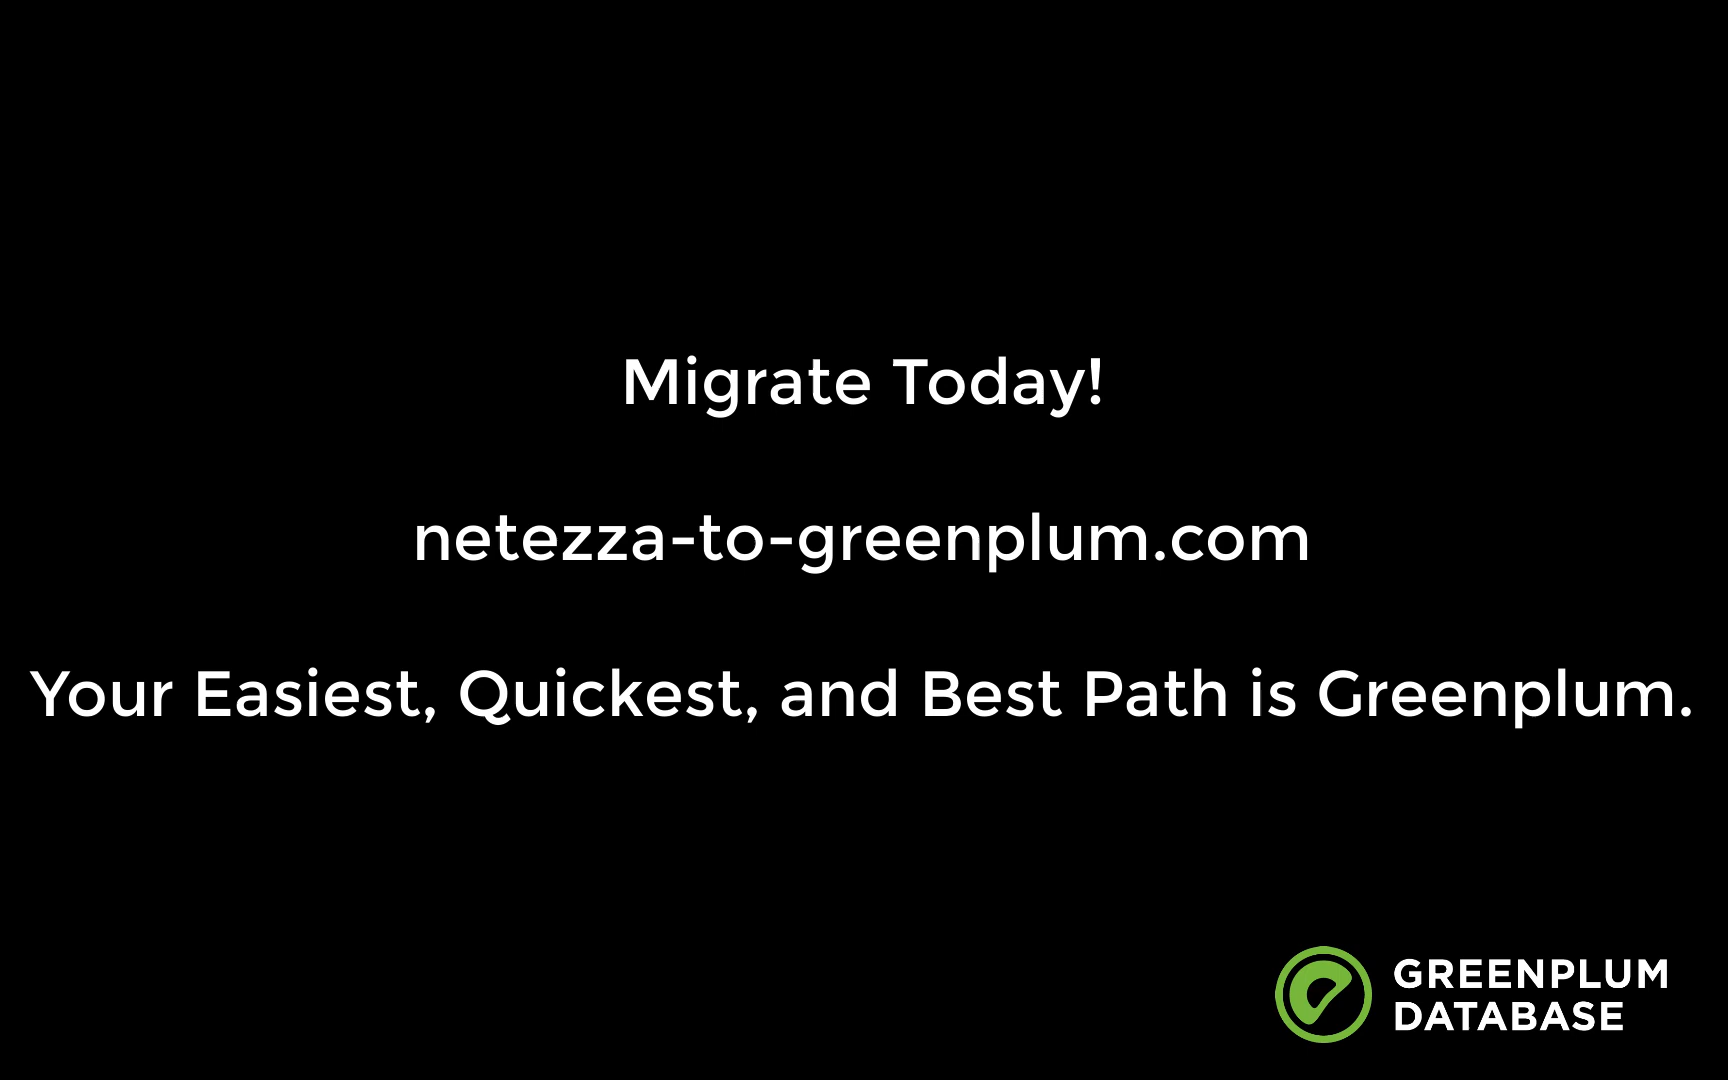 Migrate Today!
netezza-to-greenplum.com
Your Easiest, Quickest, and Best Path is Greenplum.
GREENPLUM
DATABASE